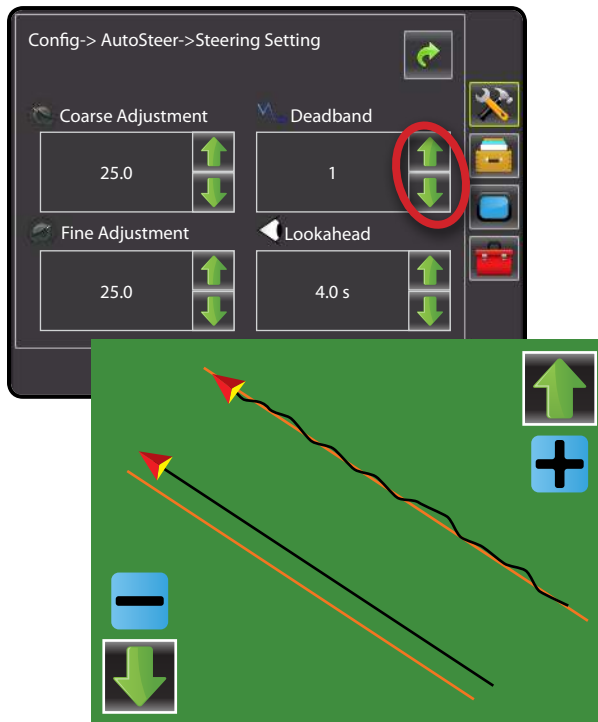 Config-> AutoSteer->Steering Setting
Coarse Adjustment
Deadband
25.0
1
Fine Adjustment
Lookahead
25.0
4.0 s